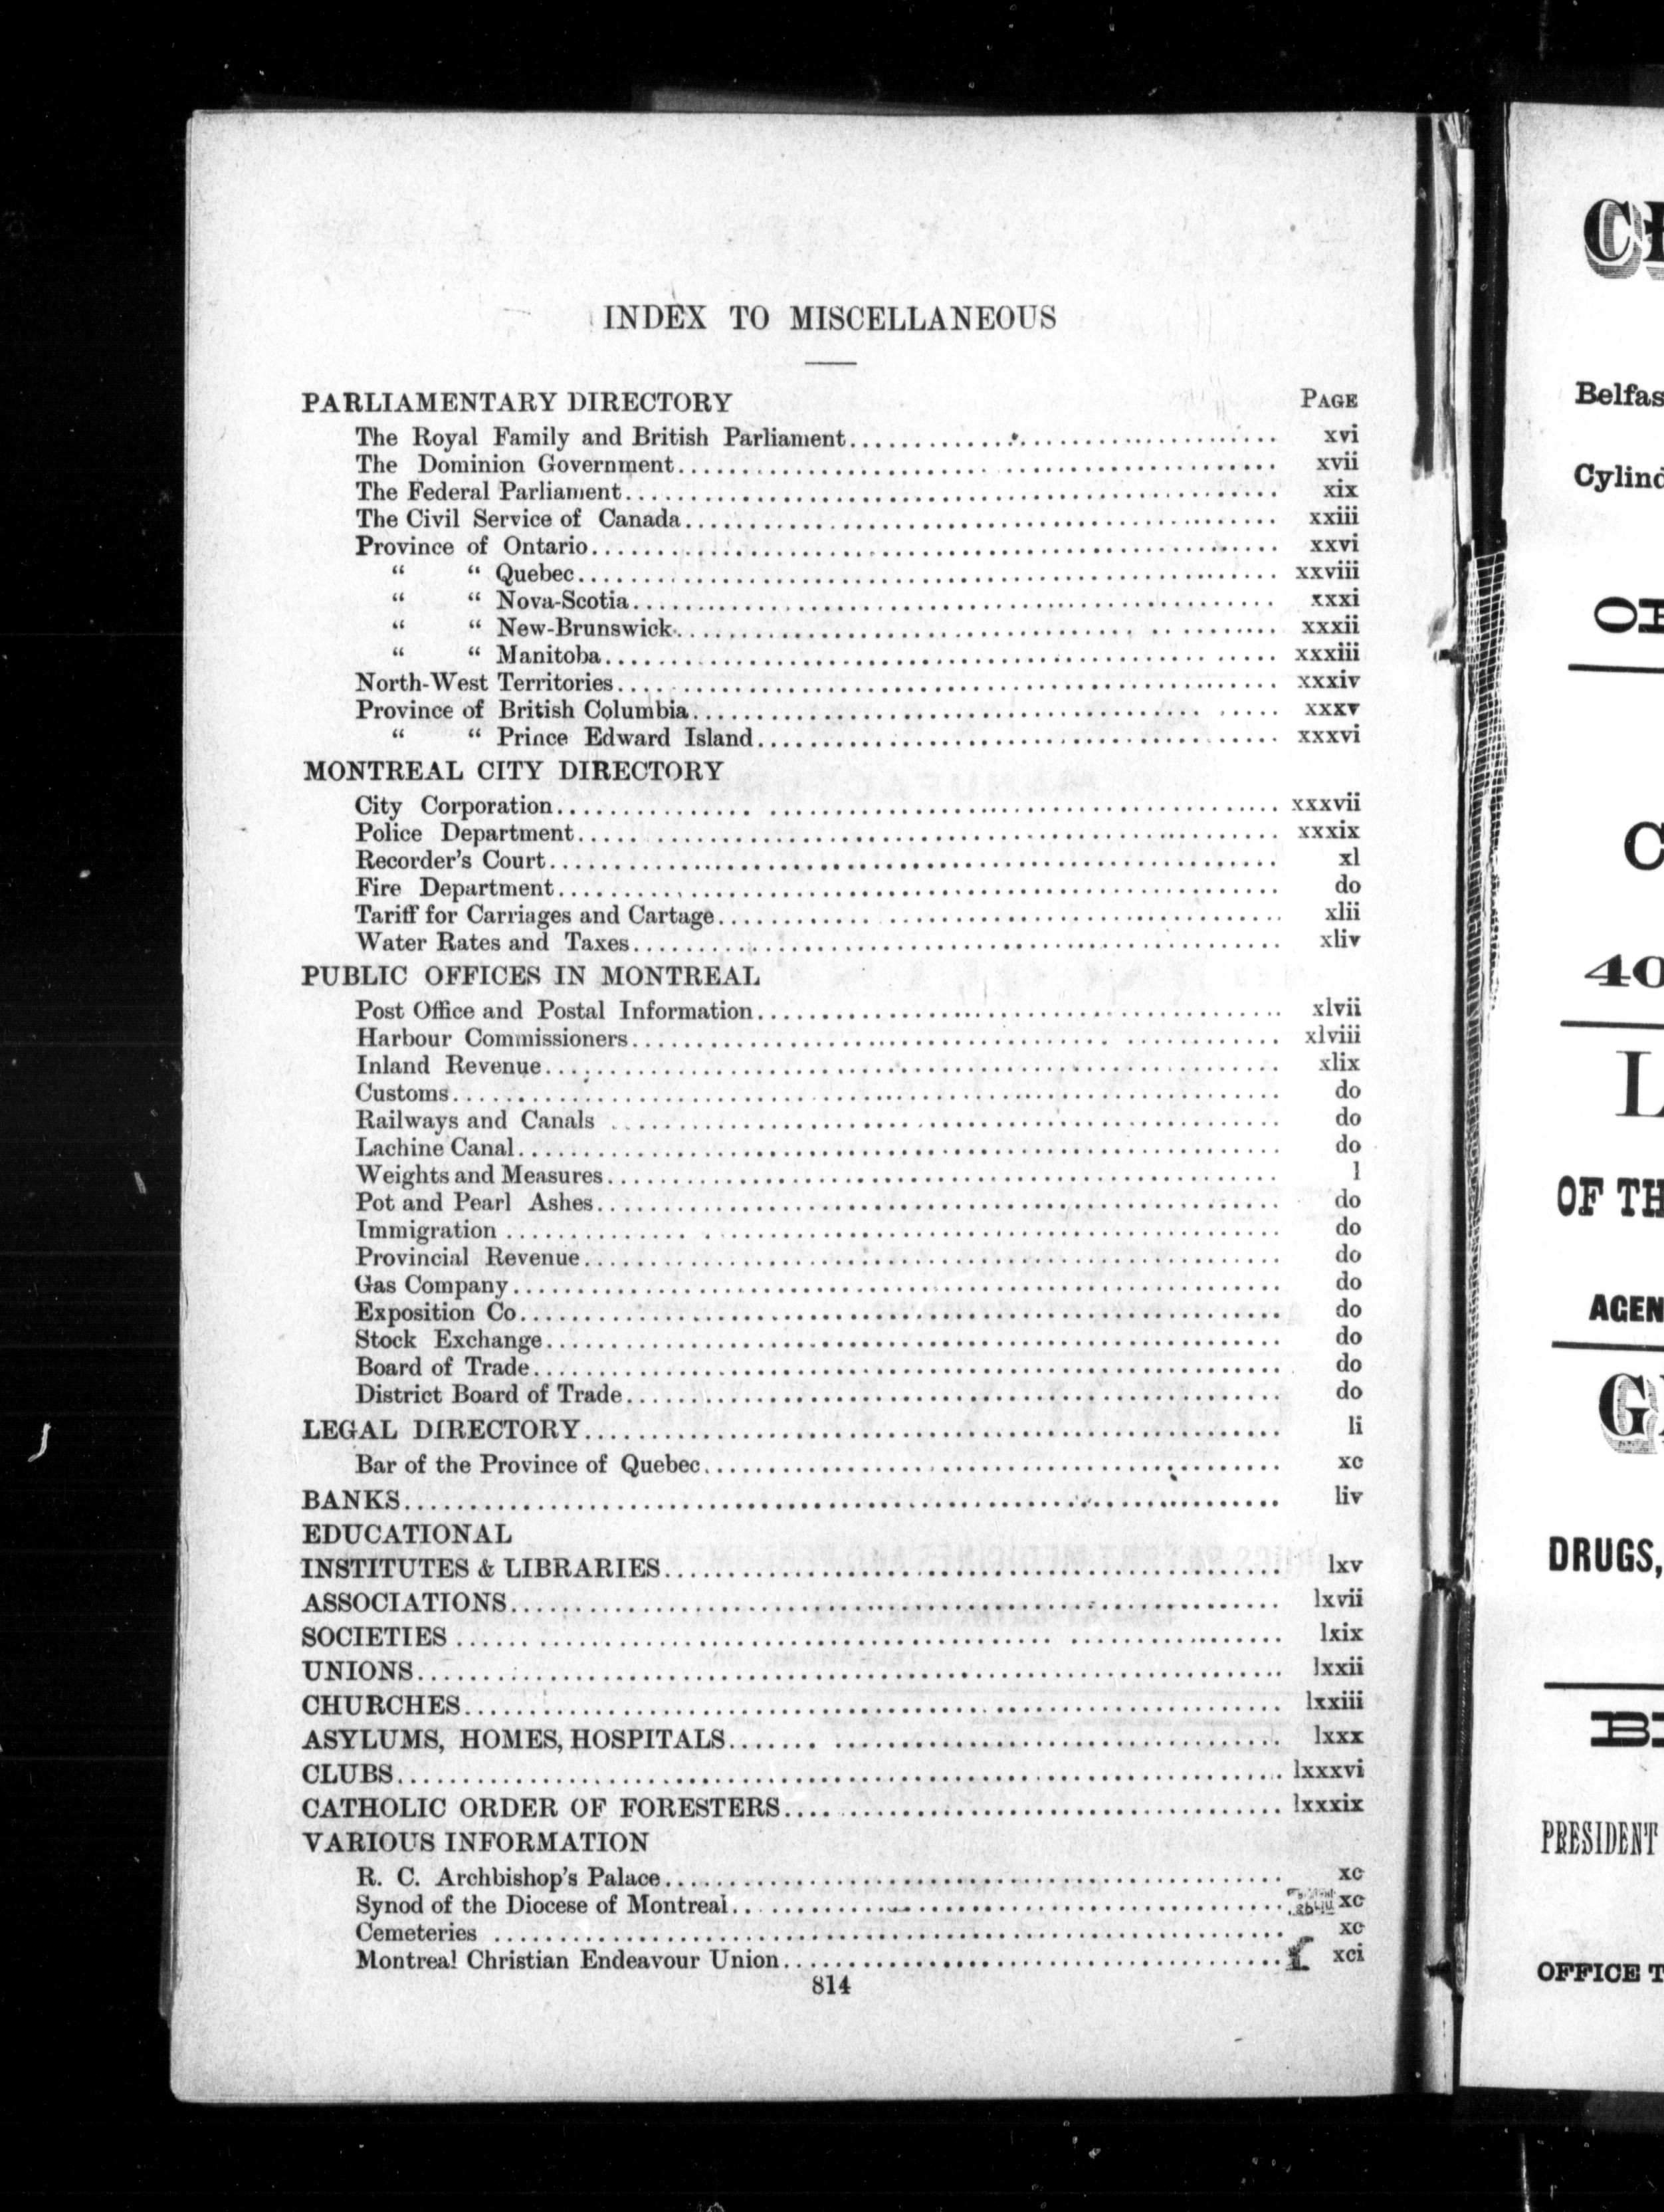 INDEX TO MISCELLANEOUS
PARLIAMENTARY DIRECTORY PAGE
The Royal Family and British Parliament........ xvi
The Dominion Government........ xvii
The Federal Parliament........ xix
The Civil Service of Canada........ xxiii
Province of Ontario........ xxvi
“ “ Quebec........ xxviii
“ “ Nova-Scotia........ xxxi
“ “ New-Brunswick........ xxxii
“ “ Manitoba........ xxxiii
North-West Territories........ xxxiv
Province of British Columbia........ xxxv
“ “ Prince Edward Island........ xxxvi
MONTREAL CITY DIRECTORY
City Corporation........ xxxvii
Police Department........ xxxix
Recorder's Court........ xl
Fire Department........ do
Tariff for Carriages and Cartage........ xlii
Water Rates and Taxes........ xliv
PUBLIC OFFICES IN MONTREAL
Post Office and Postal Information........ xlvii
Harbour Commissioners........ xlviii
Inland Revenue........ xlix
Customs........ do
Railways and Canals ........ do
Lachine Canal........ do
Weights and Measures........ l
Pot and Pearl Ashes........ do
Immigration ........ do
Provincial Revenue........ do
Gas Company........ do
Exposition Co........ do
Stock Exchange........ do
Board of Trade........ do
District Board of Trade........ do
LEGAL DIRECTORY........ li
Bar of the Province of Quebec........ xc
BANKS........ liv
EDUCATIONAL
INSTITUTES & LIBRARIES........ lxv
ASSOCIATIONS........ lxvii
SOCIETIES ........ lxix
UNIONS........ lxxii
CHURCHES........ lxxiii
ASYLUMS, HOMES, HOSPITALS........ lxxx
CLUBS........ lxxxvi
CATHOLIC ORDER OF FORESTERS........ lxxxix
VARIOUS INFORMATION
R. C. Archbishop's Palace........ xc
Synod of the Diocese of Montreal........ xc
Cemeteries ........ xc
Montreal Christian Endeavour Union........ xci
814
Belfas
Cylind
C
40
L
OF TH
AGEN
DRUGS,
PRESIDENT
OFFICE T